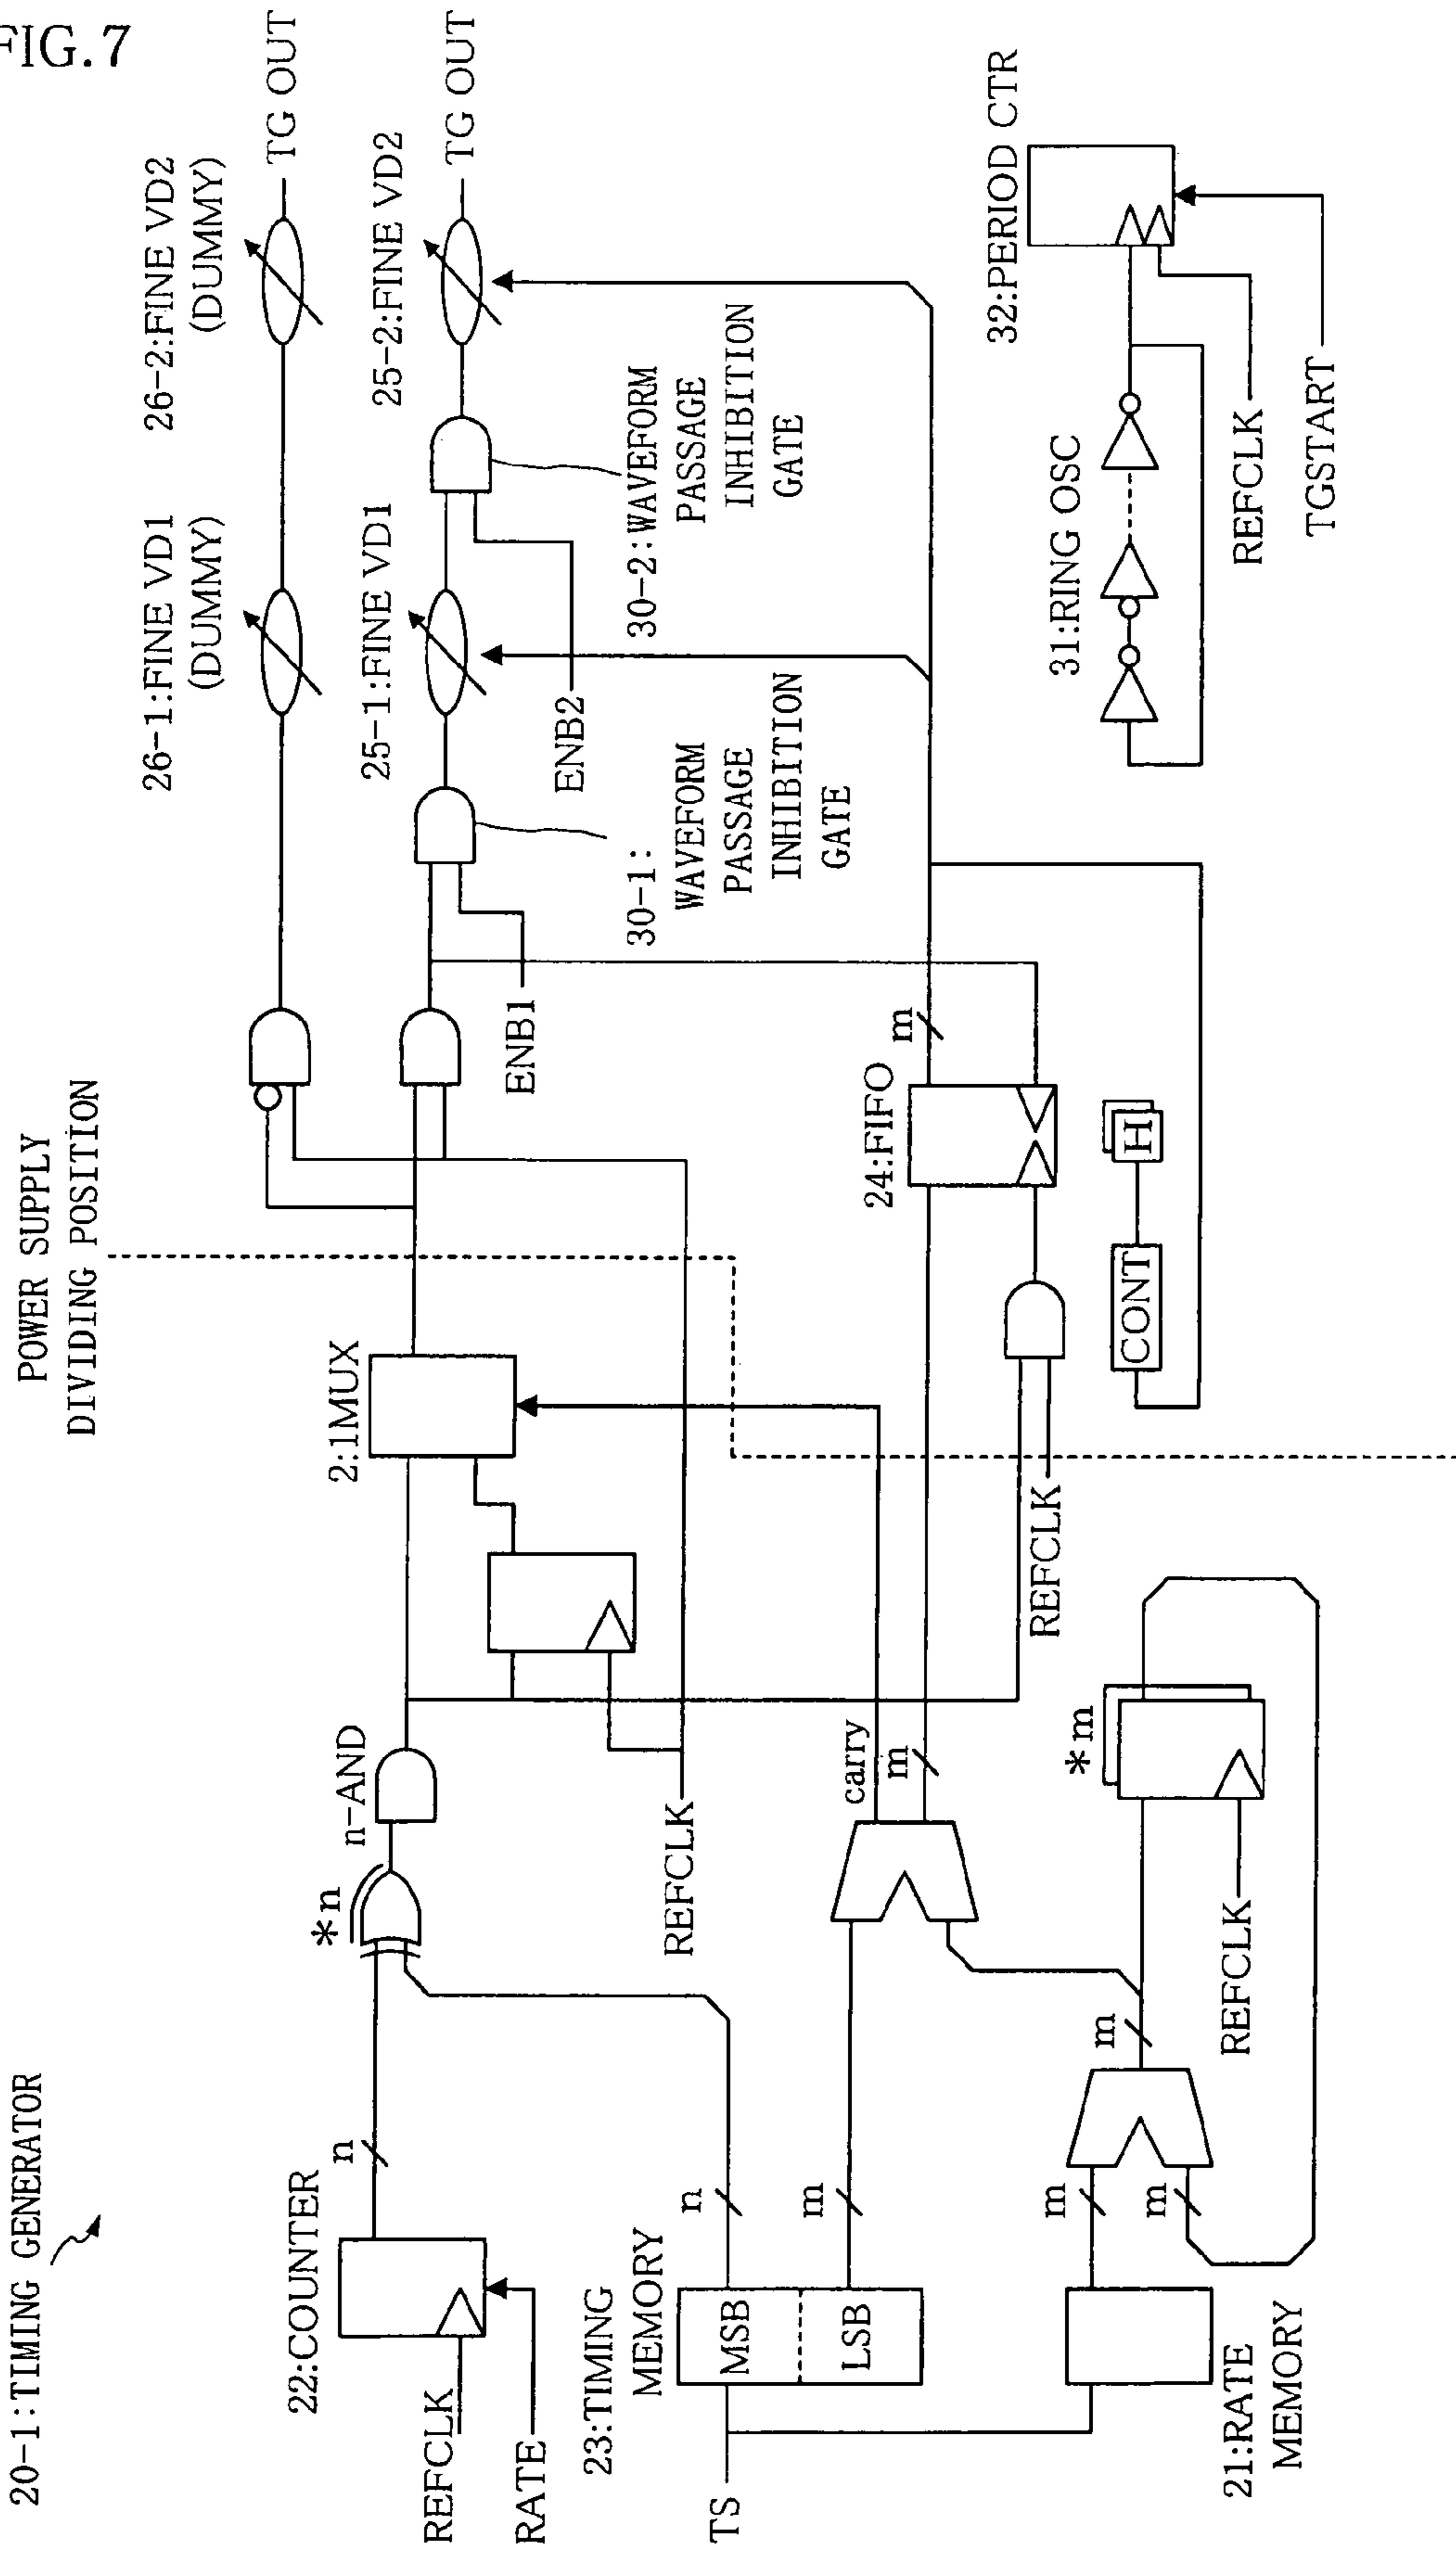 FIG.7
20-1:TIMING GENERATOR
POWER SUPPLY
DIVIDING POSITION
26-1:FINE VD1
(DUMMY)
26-2:FINE VD2
(DUMMY)
TG OUT
22:COUNTER
n
*n
n-AND
2:1MUX
25-1:FINE VD1
25-2:FINE VD2
TG OUT
REFCLK
RATE
ENB1
ENB2
30-1:
WAVEFORM
PASSAGE
INHIBITION
GATE
30-2:WAVEFORM
PASSAGE
INHIBITION
GATE
23:TIMING
MEMORY
MSB
LSB
n
m
REFCLK
TS
carry
m
24:FIFO
m
REFCLK
CONT
H
21:RATE
MEMORY
m
m
m
*m
REFCLK
31:RING OSC
32:PERIOD CTR
REFCLK
TGSTART